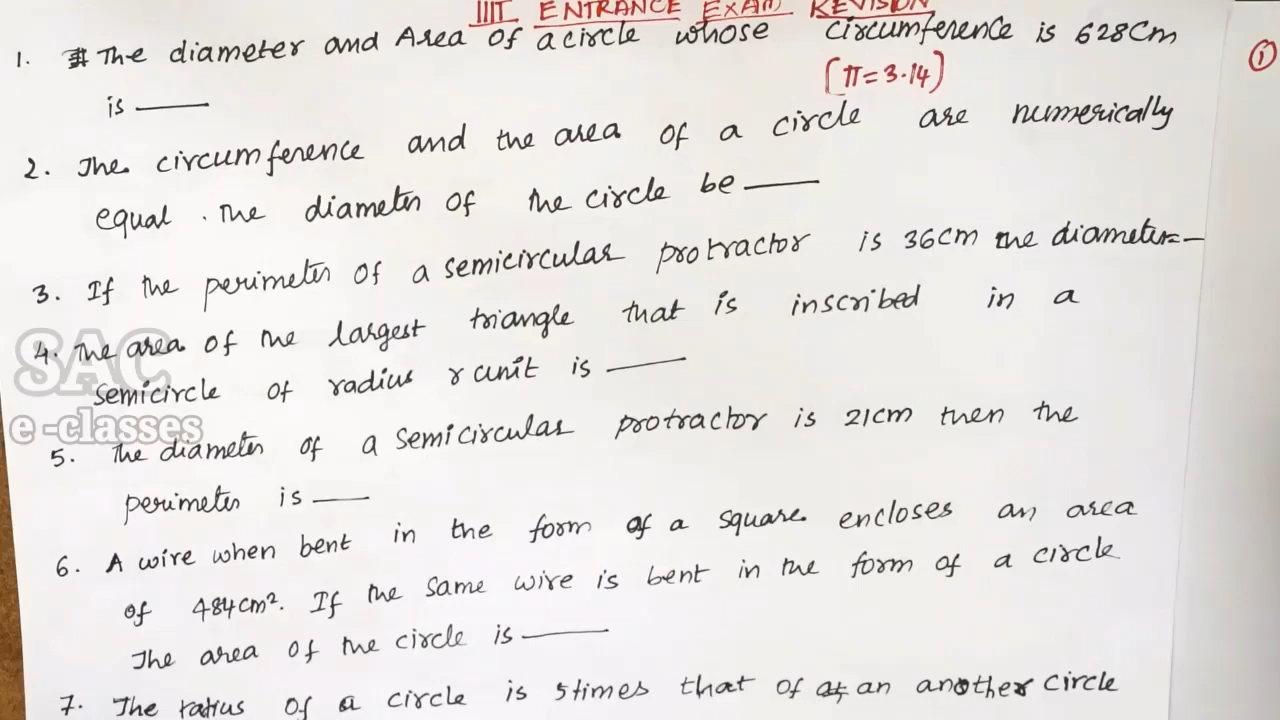 IIIT ENTRANCE EXAM REVISION
1. The diameter and Area of a circle whose circumference is 628cm
(π=3.14)
①
is ——
2. The circumference and the area of a circle are numerically
equal. The diameter of the circle be ——
3. If the perimeter of a semicircular protractor is 36cm the diameter=—
4. The area of the largest triangle that is inscribed in a
semicircle of radius r unit is ——
SAC
e-classes
5. The diameter of a semicircular protractor is 21cm then the
perimeter is ——
6. A wire when bent in the form of a square encloses an area
of 484cm². If the same wire is bent in the form of a circle
The area of the circle is ——
7. The ratius of a circle is 5times that of an another circle